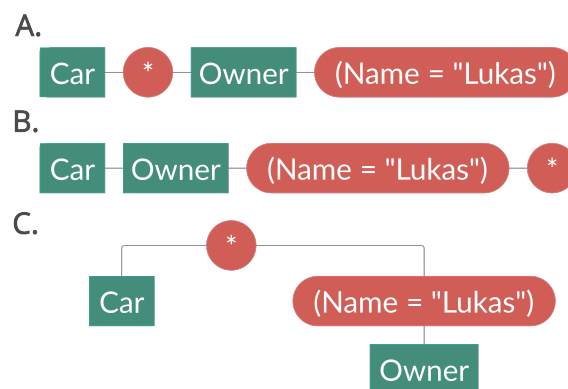 A.
Car * Owner (Name = "Lukas")
B.
Car Owner (Name = "Lukas") *
C.
*
Car (Name = "Lukas")
Owner